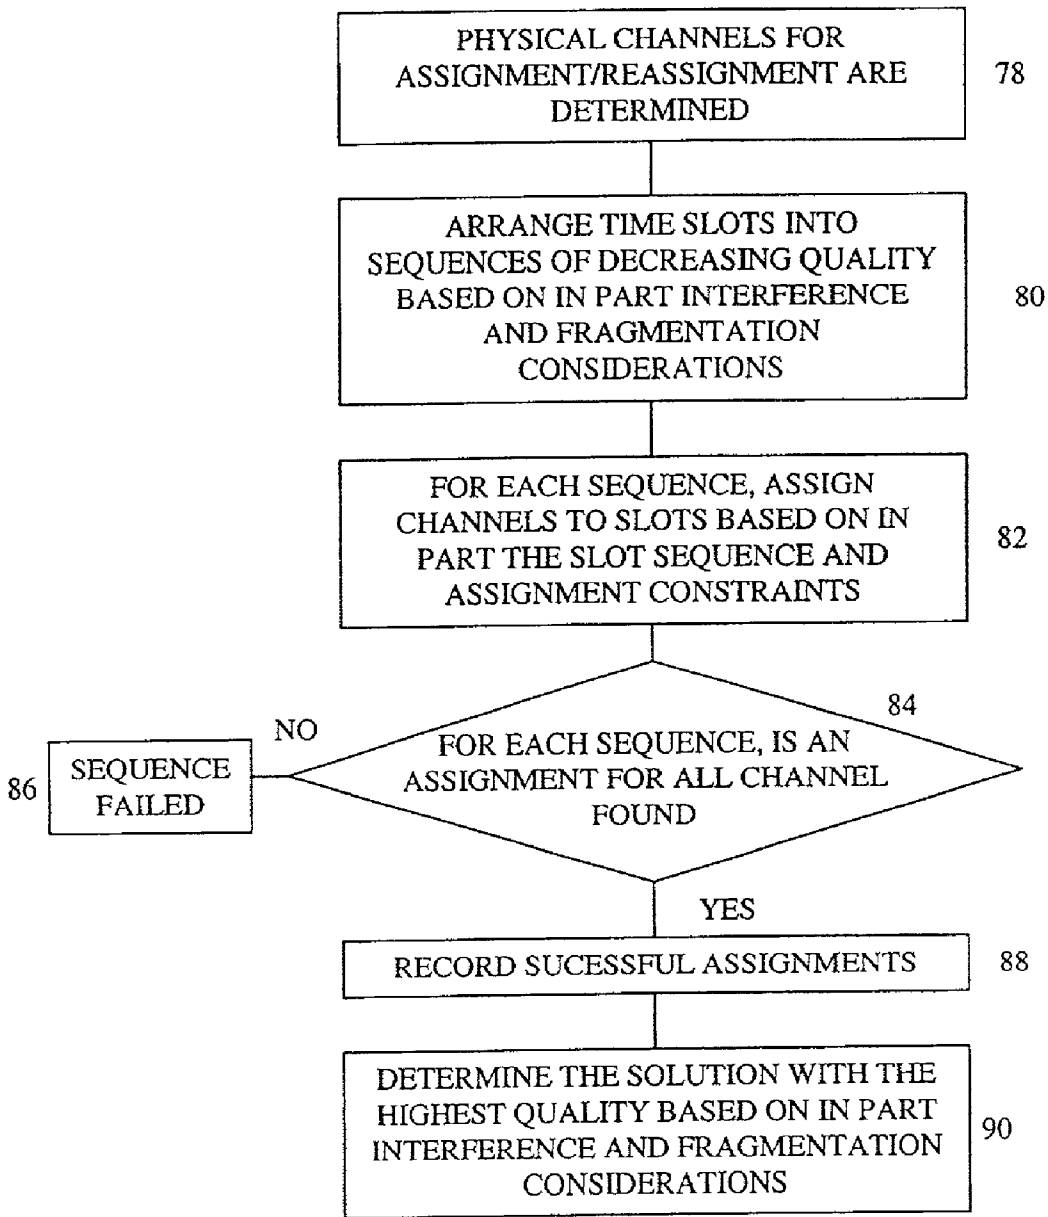 PHYSICAL CHANNELS FOR
ASSIGNMENT/REASSIGNMENT ARE
DETERMINED
78
ARRANGE TIME SLOTS INTO
SEQUENCES OF DECREASING QUALITY
BASED ON IN PART INTERFERENCE
AND FRAGMENTATION
CONSIDERATIONS
80
FOR EACH SEQUENCE, ASSIGN
CHANNELS TO SLOTS BASED ON IN
PART THE SLOT SEQUENCE AND
ASSIGNMENT CONSTRAINTS
82
84
FOR EACH SEQUENCE, IS AN
ASSIGNMENT FOR ALL CHANNEL
FOUND
NO
86
SEQUENCE
FAILED
YES
RECORD SUCESSFUL ASSIGNMENTS
88
DETERMINE THE SOLUTION WITH THE
HIGHEST QUALITY BASED ON IN PART
INTERFERENCE AND FRAGMENTATION
CONSIDERATIONS
90